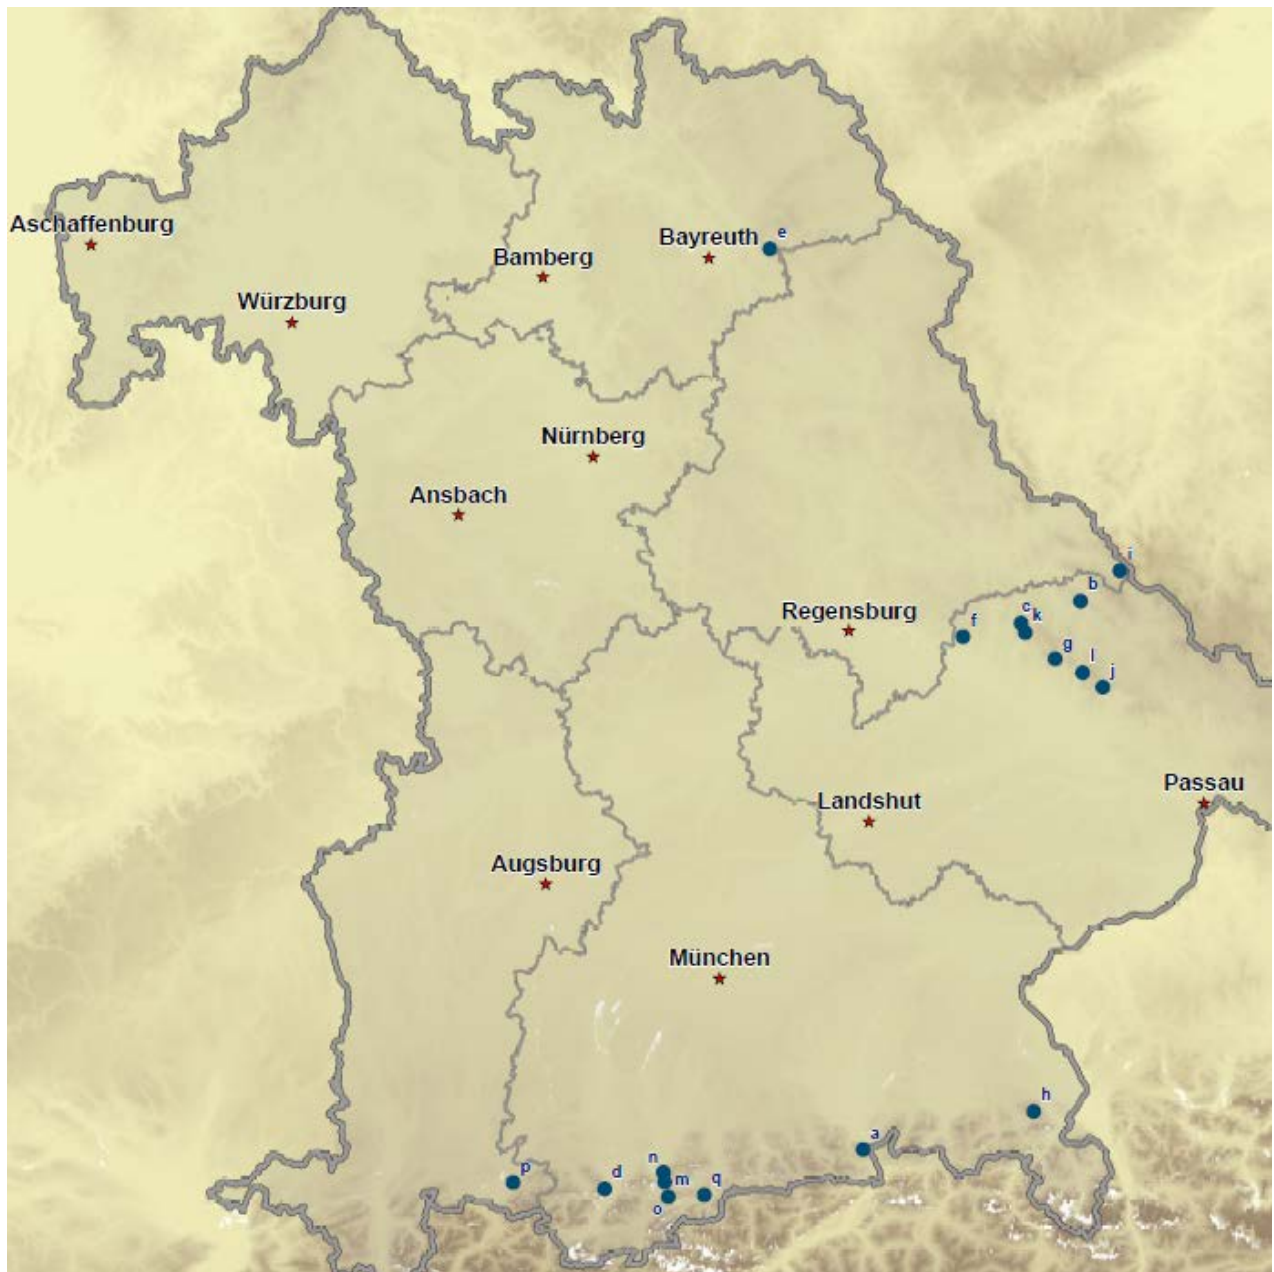 Aschaffenburg
Bayreuth
e
Bamberg
Würzburg
Nürnberg
Ansbach
i
b
Regensburg
c
k
f
g
l
j
Passau
Landshut
Augsburg
München
h
a
n
p
d
m
q
o